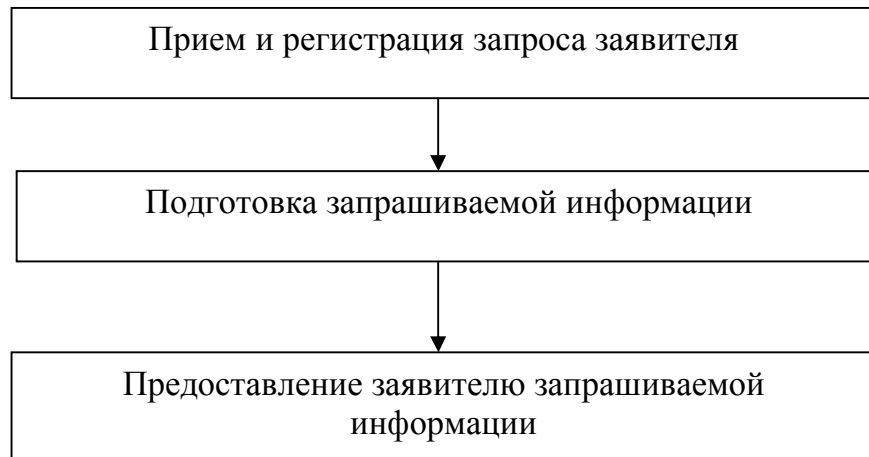 Прием и регистрация запроса заявителя
Подготовка запрашиваемой информации
Предоставление заявителю запрашиваемой
информации